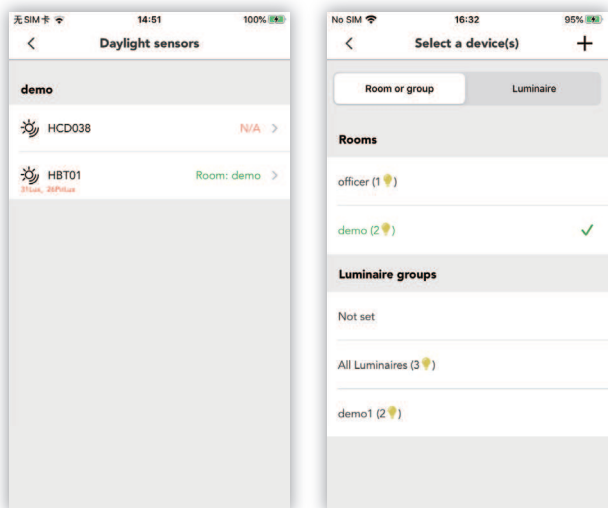 无SIM卡 14:51 100%
Daylight sensors
demo
HCD038 N/A
HBT01 Room: demo
31Lux, 26PirLux
No SIM 16:32 95%
Select a device(s) +
Room or group Luminaire
Rooms
officer (1💡)
demo (2💡)
Luminaire groups
Not set
All Luminaires (3💡)
demo1 (2💡)